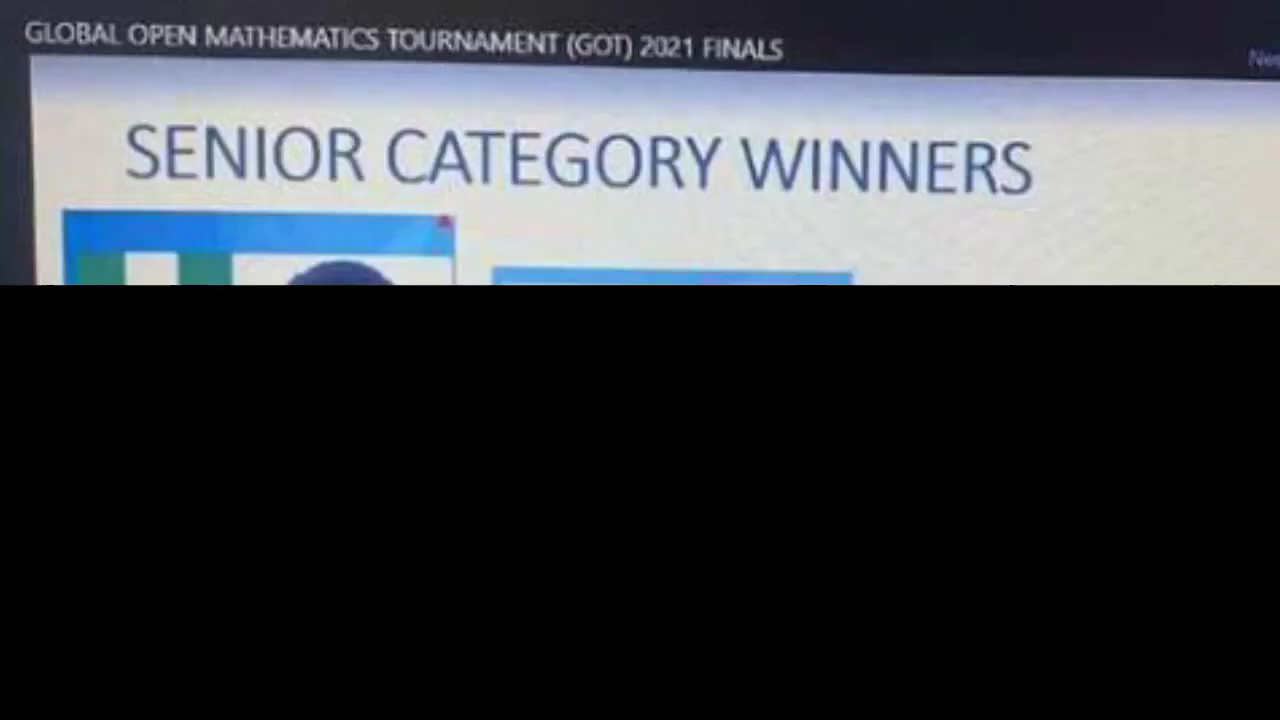 GLOBAL OPEN MATHEMATICS TOURNAMENT (GOT) 2021 FINALS
SENIOR CATEGORY WINNERS